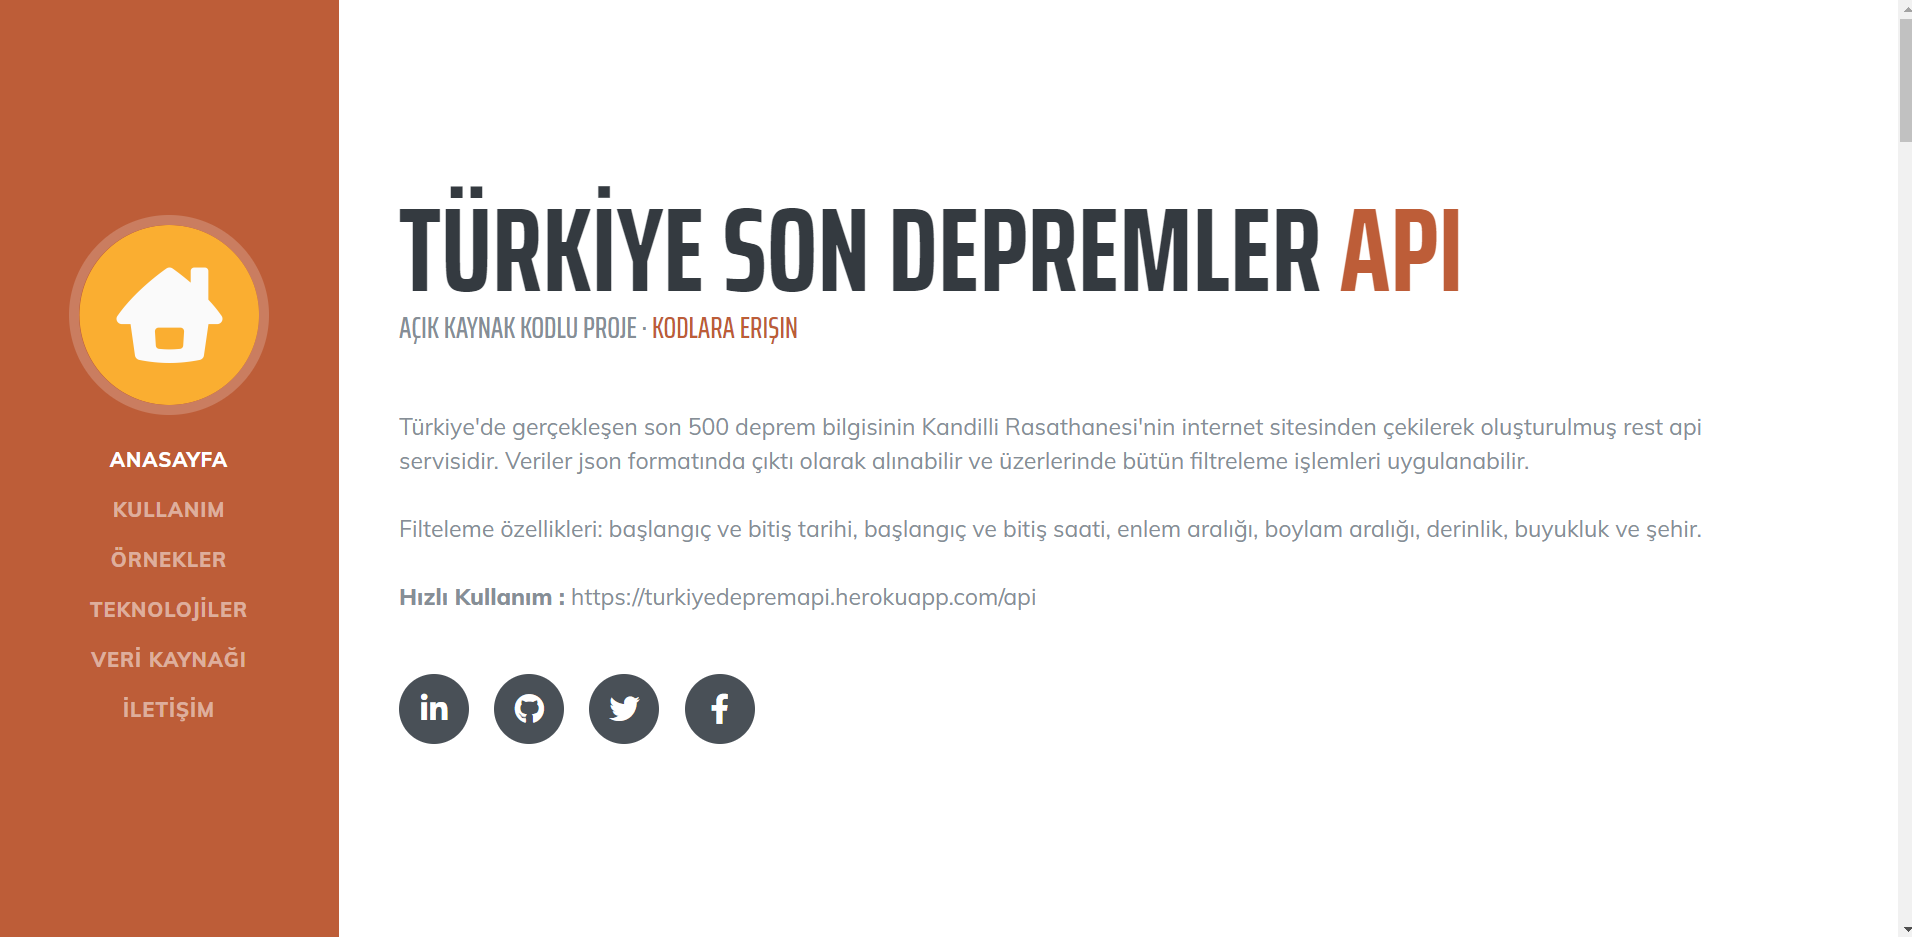 ANASAYFA
KULLANIM
ÖRNEKLER
TEKNOLOJİLER
VERİ KAYNAĞI
İLETİŞİM
TÜRKİYE SON DEPREMLER API
AÇIK KAYNAK KODLU PROJE · KODLARA ERIŞIN
Türkiye'de gerçekleşen son 500 deprem bilgisinin Kandilli Rasathanesi'nin internet sitesinden çekilerek oluşturulmuş rest api
servisidir. Veriler json formatında çıktı olarak alınabilir ve üzerlerinde bütün filtreleme işlemleri uygulanabilir.
Filteleme özellikleri: başlangıç ve bitiş tarihi, başlangıç ve bitiş saati, enlem aralığı, boylam aralığı, derinlik, buyukluk ve şehir.
Hızlı Kullanım : https://turkiyedepremapi.herokuapp.com/api